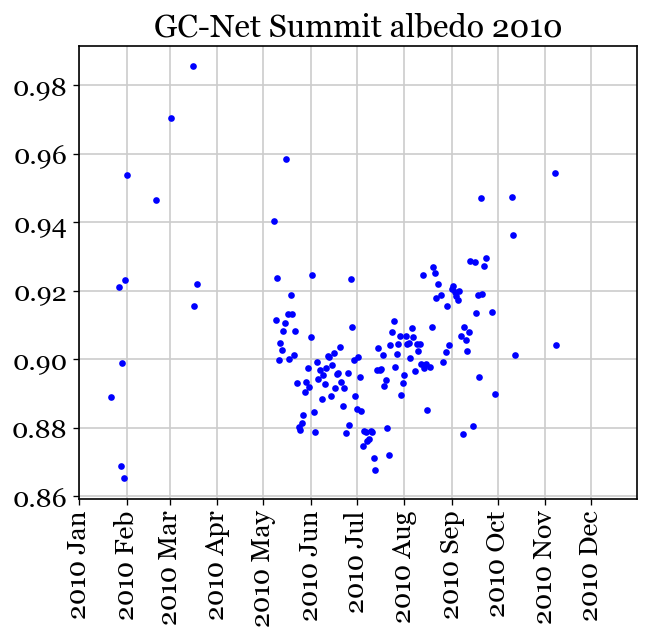 GC-Net Summit albedo 2010
0.98
0.96
0.94
0.92
0.90
0.88
0.86
2010 Jan
2010 Feb
2010 Mar
2010 Apr
2010 May
2010 Jun
2010 Jul
2010 Aug
2010 Sep
2010 Oct
2010 Nov
2010 Dec